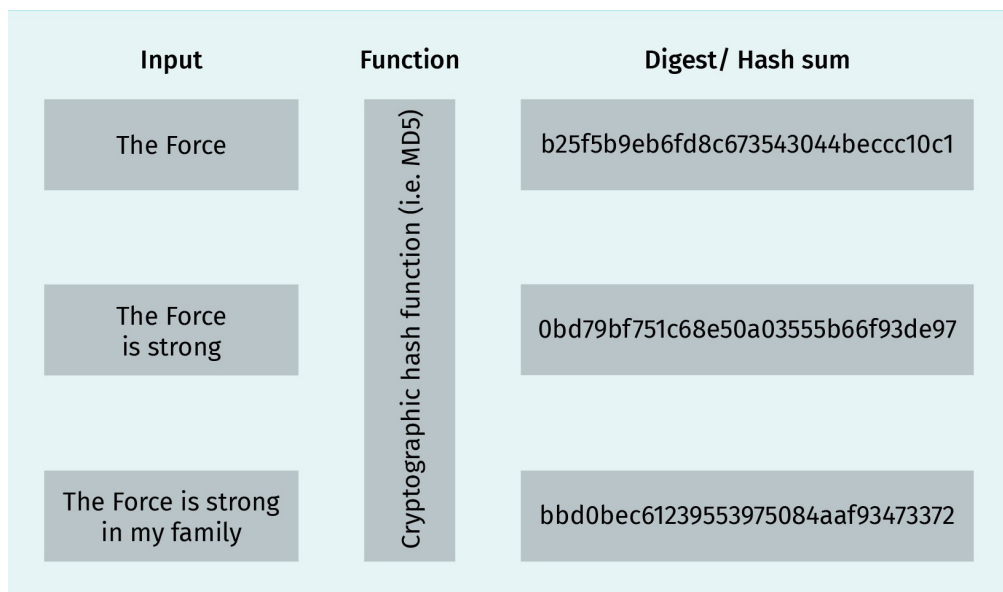 Input
Function
Digest/ Hash sum
The Force
Cryptographic hash function (i.e. MD5)
b25f5b9eb6fd8c673543044beccc10c1
The Force
is strong
0bd79bf751c68e50a03555b66f93de97
The Force is strong
in my family
bbd0bec61239553975084aaf93473372